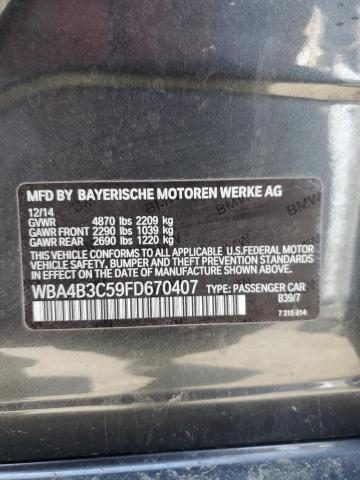 MFD BY BAYERISCHE MOTOREN WERKE AG
12/14
GVWR 4870 lbs 2209 kg
GAWR FRONT 2290 lbs 1039 kg
GAWR REAR 2690 lbs 1220 kg
THIS VEHICLE CONFORMS TO ALL APPLICABLE U.S.FEDERAL MOTOR
VEHICLE SAFETY, BUMPER, AND THEFT PREVENTION STANDARDS
IN EFFECT ON THE DATE OF MANUFACTURE SHOWN ABOVE.
WBA4B3C59FD670407 TYPE: PASSENGER CAR
B39/7
7 315 814